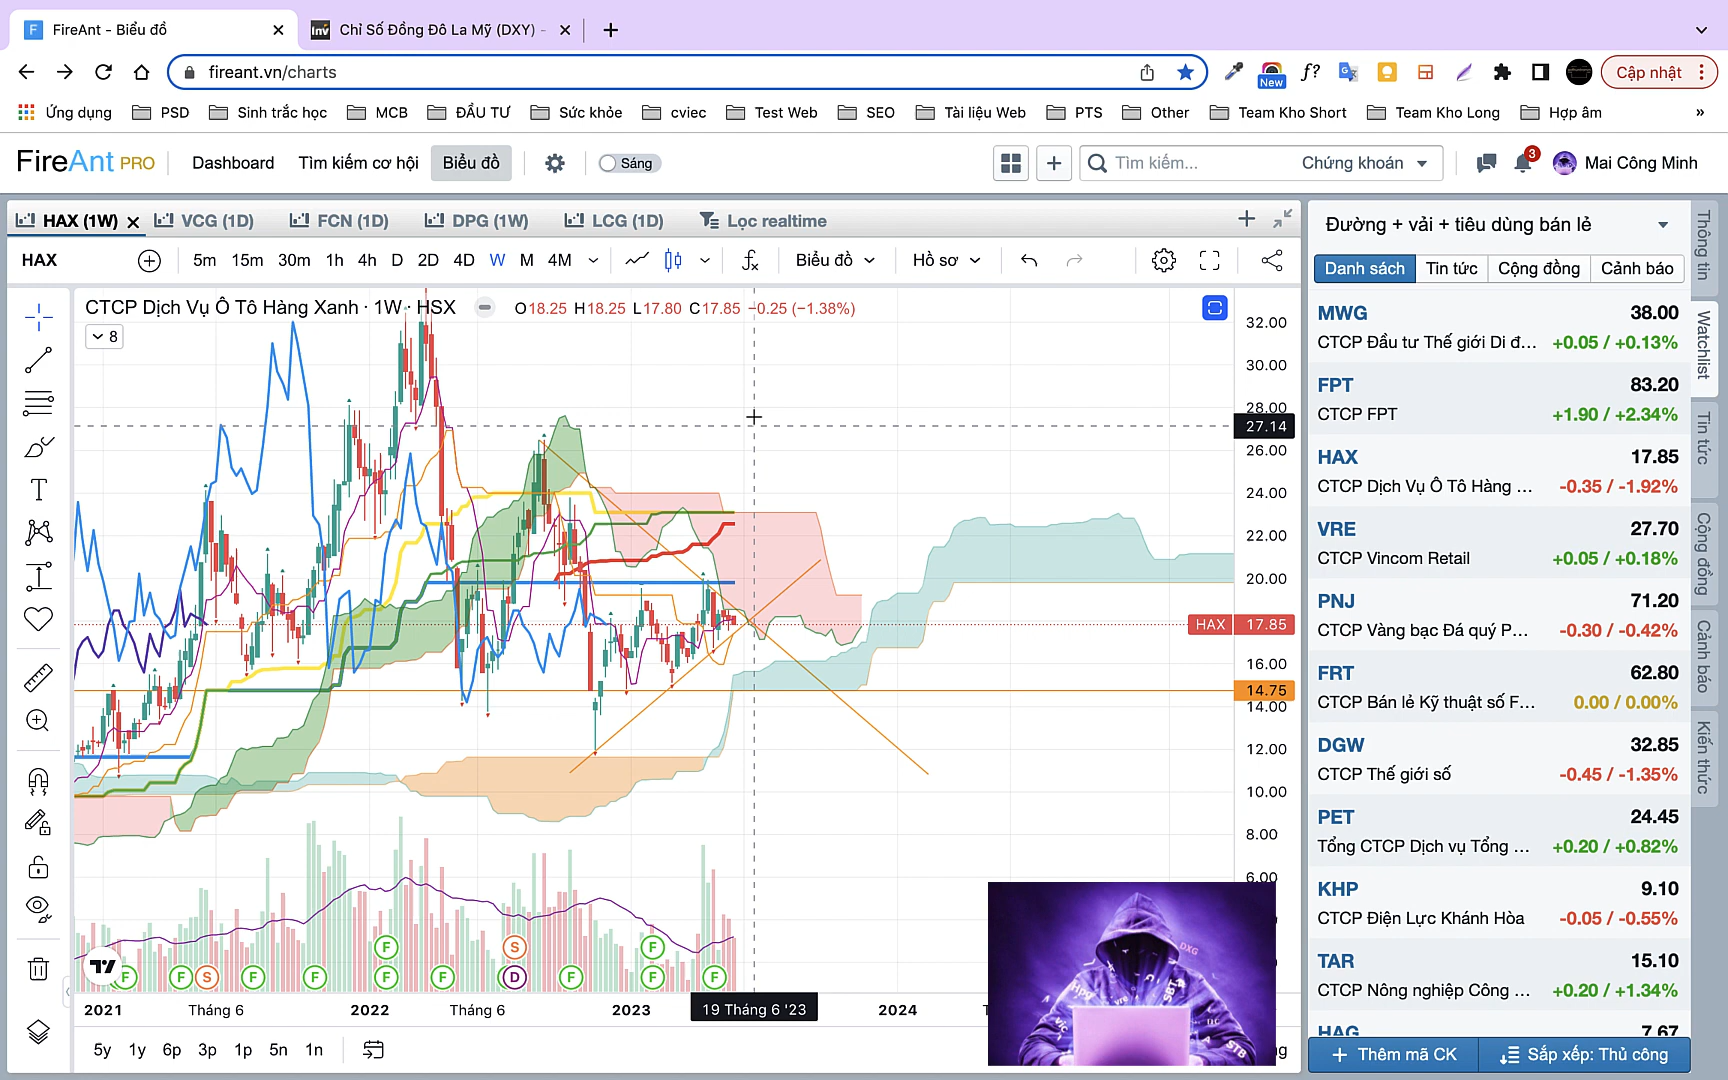 FireAnt - Biểu đồ
Chỉ Số Đồng Đô La Mỹ (DXY) -
fireant.vn/charts
New
f?
Cập nhật
Ứng dụng
PSD
Sinh trắc học
MCB
ĐẦU TƯ
Sức khỏe
cviec
Test Web
SEO
Tài liệu Web
PTS
Other
Team Kho Short
Team Kho Long
Hợp âm
»
FireAnt PRO
Dashboard
Tìm kiếm cơ hội
Biểu đồ
Sáng
Tìm kiếm...
Chứng khoán
3
Mai Công Minh
HAX (1W)
VCG (1D)
FCN (1D)
DPG (1W)
LCG (1D)
Lọc realtime
HAX
5m 15m 30m 1h 4h D 2D 4D W M 4M
Biểu đồ
Hồ sơ
CTCP Dịch Vụ Ô Tô Hàng Xanh · 1W · HSX
O18.25 H18.25 L17.80 C17.85 −0.25 (−1.38%)
8
32.00
30.00
28.00
27.14
26.00
24.00
22.00
20.00
HAX 17.85
16.00
14.75
14.00
12.00
10.00
8.00
6.00
F S F
F F S F F F F D F F F
2021
Tháng 6
2022
Tháng 6
2023
19 Tháng 6 '23
2024
5y 1y 6p 3p 1p 5n 1n
DXG
Hpg
vre
SBT
vic
nc
STB
Đường + vải + tiêu dùng bán lẻ
Danh sách
Tin tức
Cộng đồng
Cảnh báo
MWG 38.00
CTCP Đầu tư Thế giới Di đ... +0.05 / +0.13%
FPT 83.20
CTCP FPT +1.90 / +2.34%
HAX 17.85
CTCP Dịch Vụ Ô Tô Hàng ... -0.35 / -1.92%
VRE 27.70
CTCP Vincom Retail +0.05 / +0.18%
PNJ 71.20
CTCP Vàng bạc Đá quý P... -0.30 / -0.42%
FRT 62.80
CTCP Bán lẻ Kỹ thuật số F... 0.00 / 0.00%
DGW 32.85
CTCP Thế giới số -0.45 / -1.35%
PET 24.45
Tổng CTCP Dịch vụ Tổng ... +0.20 / +0.82%
KHP 9.10
CTCP Điện Lực Khánh Hòa -0.05 / -0.55%
TAR 15.10
CTCP Nông nghiệp Công ... +0.20 / +1.34%
HAG 7.67
Thêm mã CK
Sắp xếp: Thủ công
Thông tin
Watchlist
Tin tức
Cộng đồng
Cảnh báo
Kiến thức